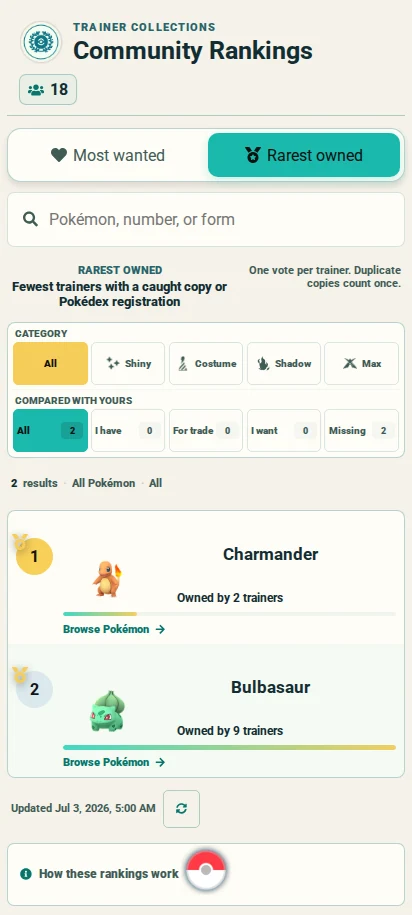 TRAINER COLLECTIONS
Community Rankings
18
Most wanted
Rarest owned
Pokémon, number, or form
RAREST OWNED
Fewest trainers with a caught copy or
Pokédex registration
One vote per trainer. Duplicate
copies count once.
CATEGORY
All
Shiny
Costume
Shadow
Max
COMPARED WITH YOURS
All 2
I have 0
For trade 0
I want 0
Missing 2
2 results · All Pokémon · All
1
Charmander
Owned by 2 trainers
Browse Pokémon →
2
Bulbasaur
Owned by 9 trainers
Browse Pokémon →
Updated Jul 3, 2026, 5:00 AM
How these rankings work